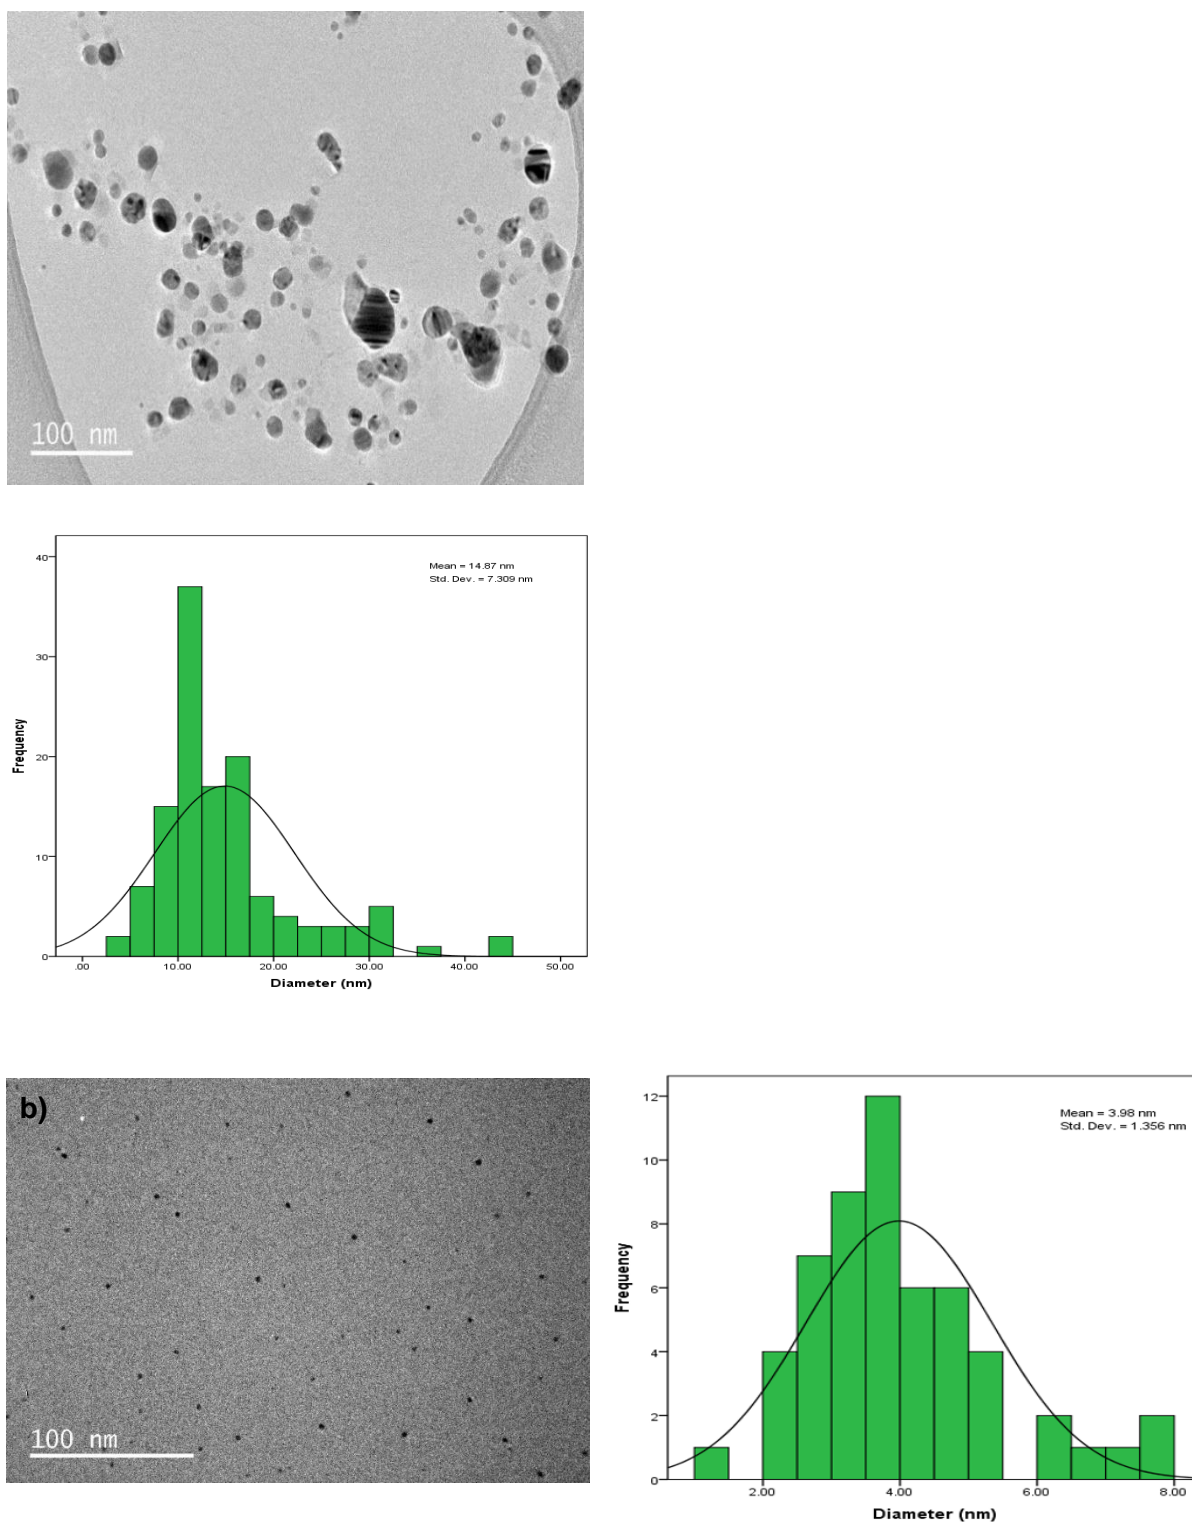 100 nm
Mean = 14.87 nm
Std. Dev. = 7.309 nm
40
30
20
10
0
Frequency
.00 10.00 20.00 30.00 40.00 50.00
Diameter (nm)
b)
100 nm
Mean = 3.98 nm
Std. Dev. = 1.356 nm
12
10
8
6
4
2
0
Frequency
2.00 4.00 6.00 8.00
Diameter (nm)